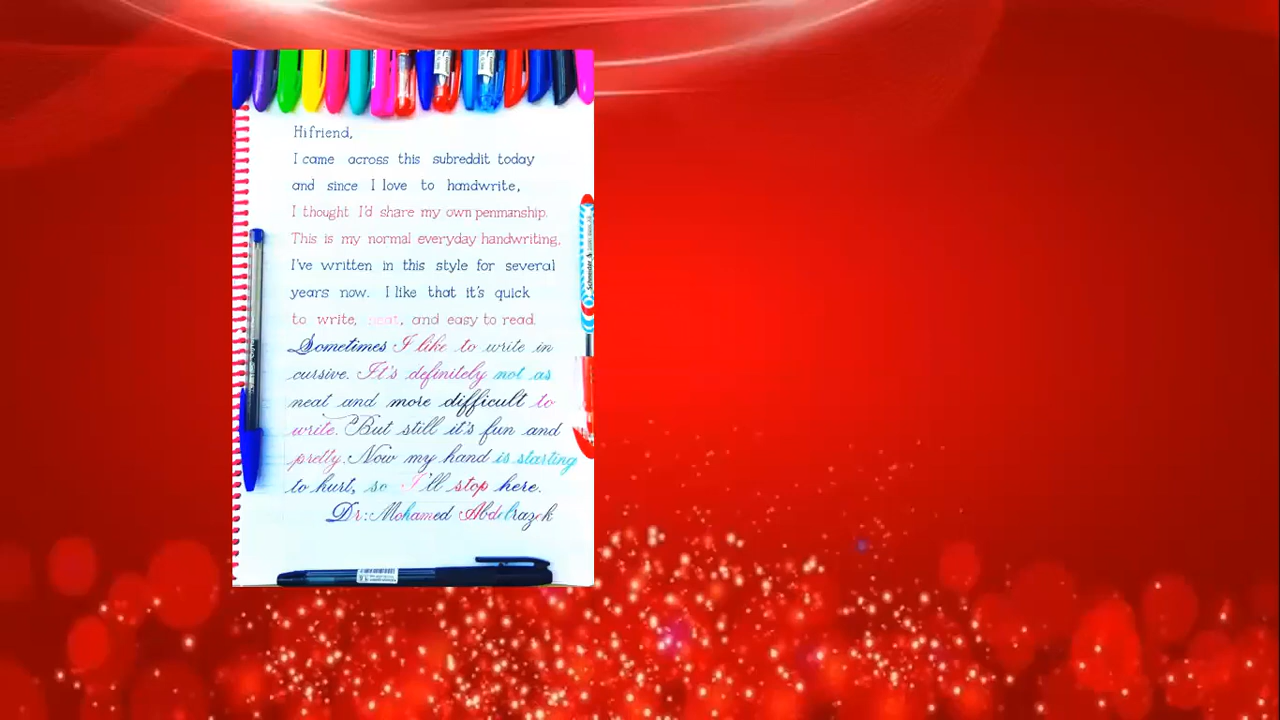 Hi friend,
I came across this subreddit today
and since I love to handwrite,
I thought I'd share my own penmanship.
This is my normal everyday handwriting.
I've written in this style for several
years now. I like that it's quick
to write, neat, and easy to read.
Sometimes I like to write in
cursive. It's definitely not as
neat and more difficult to
write. But still it's fun and
pretty. Now my hand is starting
to hurt, so I'll stop here.
Dr: Mohamed Abdelrazek
Schneider